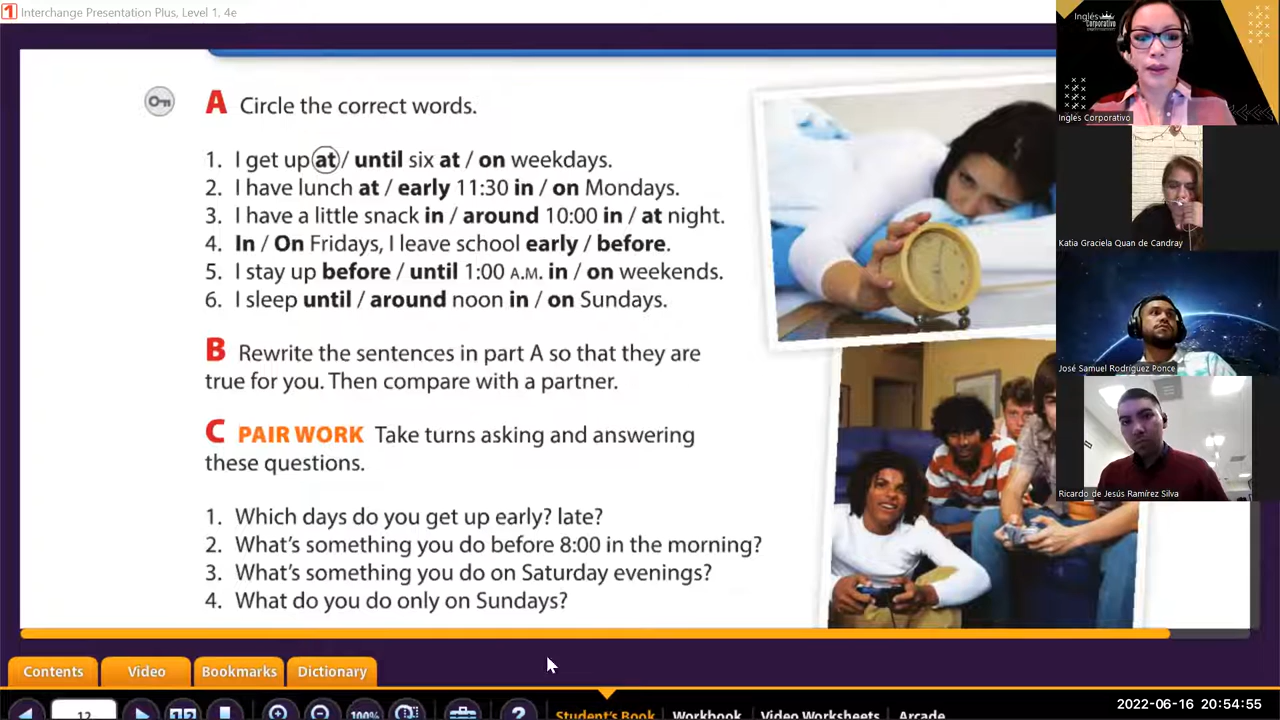 Interchange Presentation Plus, Level 1, 4e
A Circle the correct words.
1. I get up at / until six at / on weekdays.
2. I have lunch at / early 11:30 in / on Mondays.
3. I have a little snack in / around 10:00 in / at night.
4. In / On Fridays, I leave school early / before.
5. I stay up before / until 1:00 A.M. in / on weekends.
6. I sleep until / around noon in / on Sundays.
B Rewrite the sentences in part A so that they are
true for you. Then compare with a partner.
C PAIR WORK Take turns asking and answering
these questions.
1. Which days do you get up early? late?
2. What's something you do before 8:00 in the morning?
3. What's something you do on Saturday evenings?
4. What do you do only on Sundays?
Inglés
Corporativo
Inglés Corporativo
Katia Graciela Quan de Candray
José Samuel Rodríguez Ponce
Ricardo de Jesús Ramírez Silva
Contents Video Bookmarks Dictionary
12 100% ? Student's Book Workbook Video Worksheets Arcade
2022-06-16 20:54:55